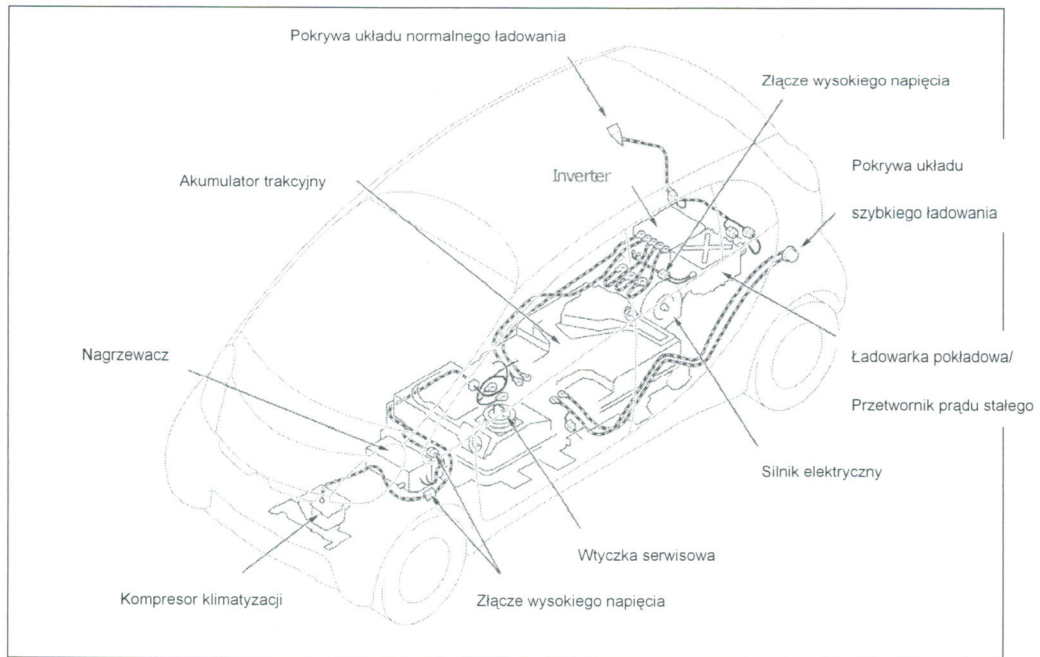 Pokrywa układu normalnego ładowania
Złącze wysokiego napięcia
Pokrywa układu
szybkiego ładowania
Akumulator trakcyjny
Inverter
Nagrzewacz
Ładowarka pokładowa/
Przetwornik prądu stałego
Silnik elektryczny
Wtyczka serwisowa
Kompresor klimatyzacji
Złącze wysokiego napięcia